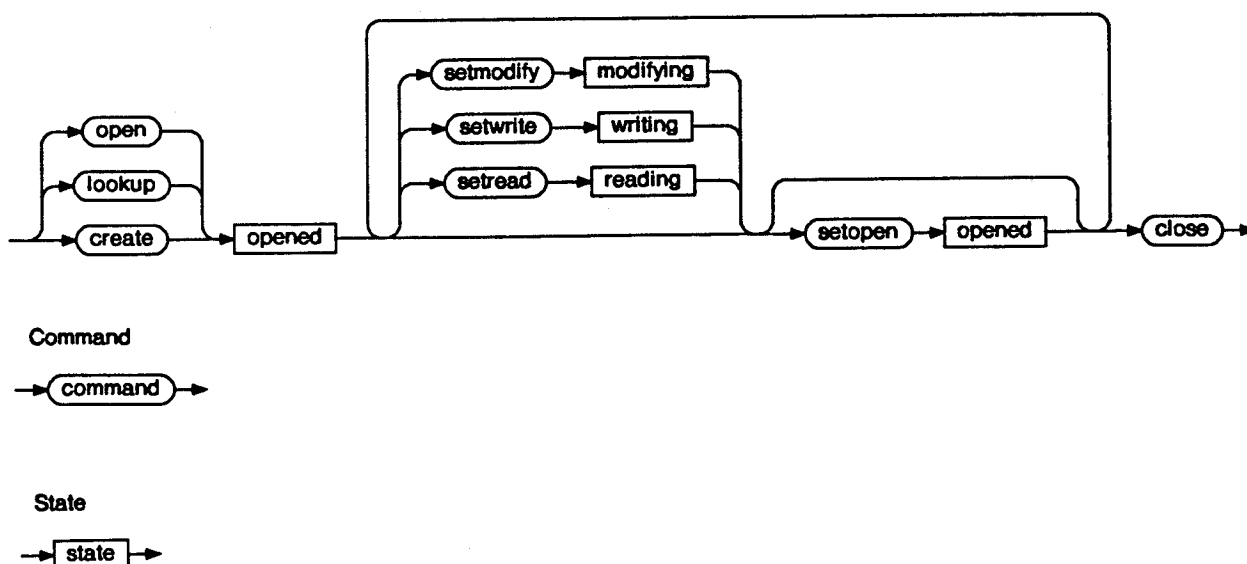 setmodify modifying
open setwrite writing
lookup setread reading
create opened setopen opened close
Command
command
State
state